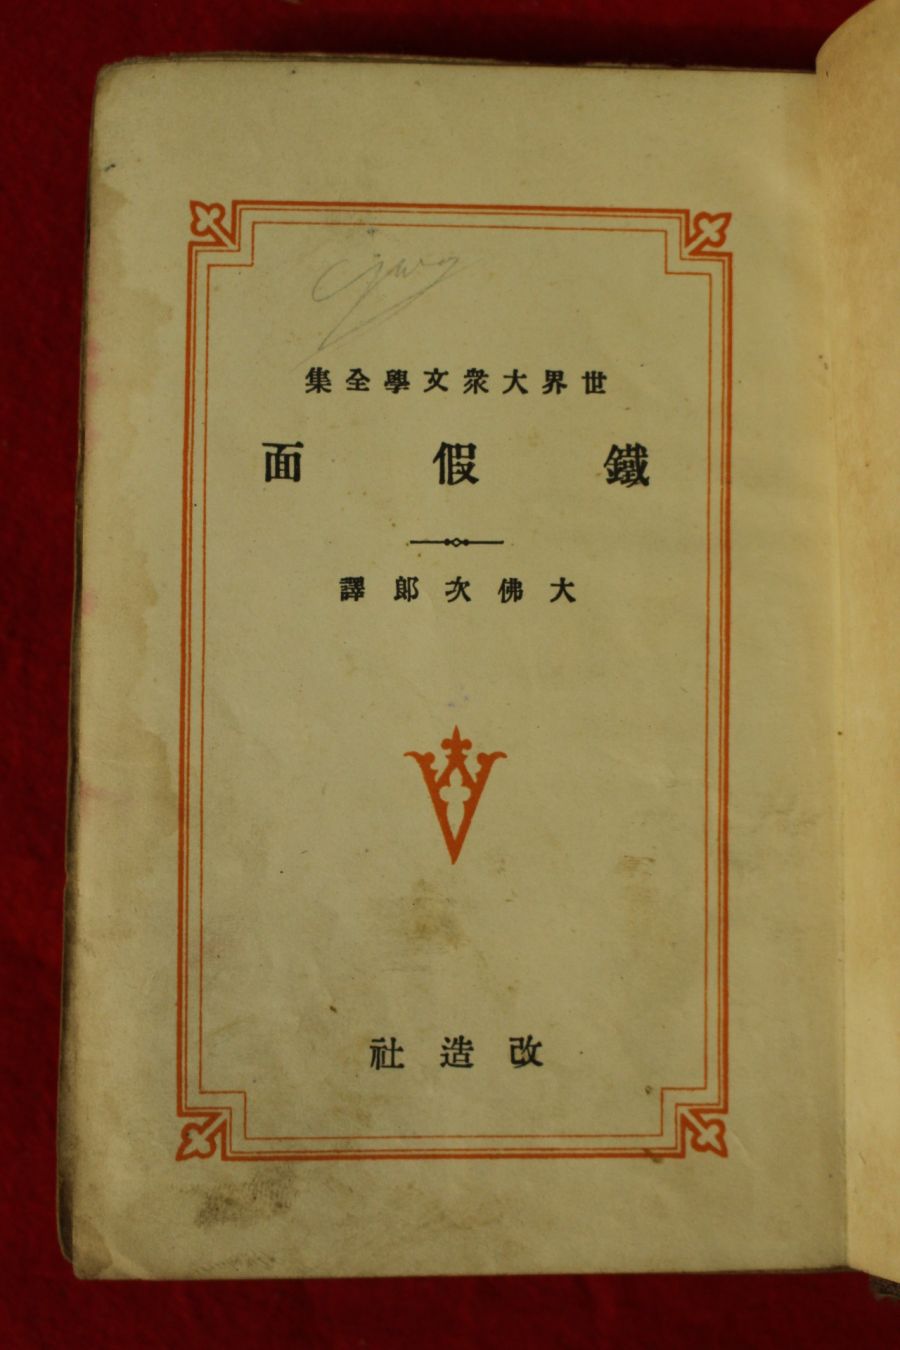 世界大衆文學全集
鐵假面
大佛次郎譯
改造社